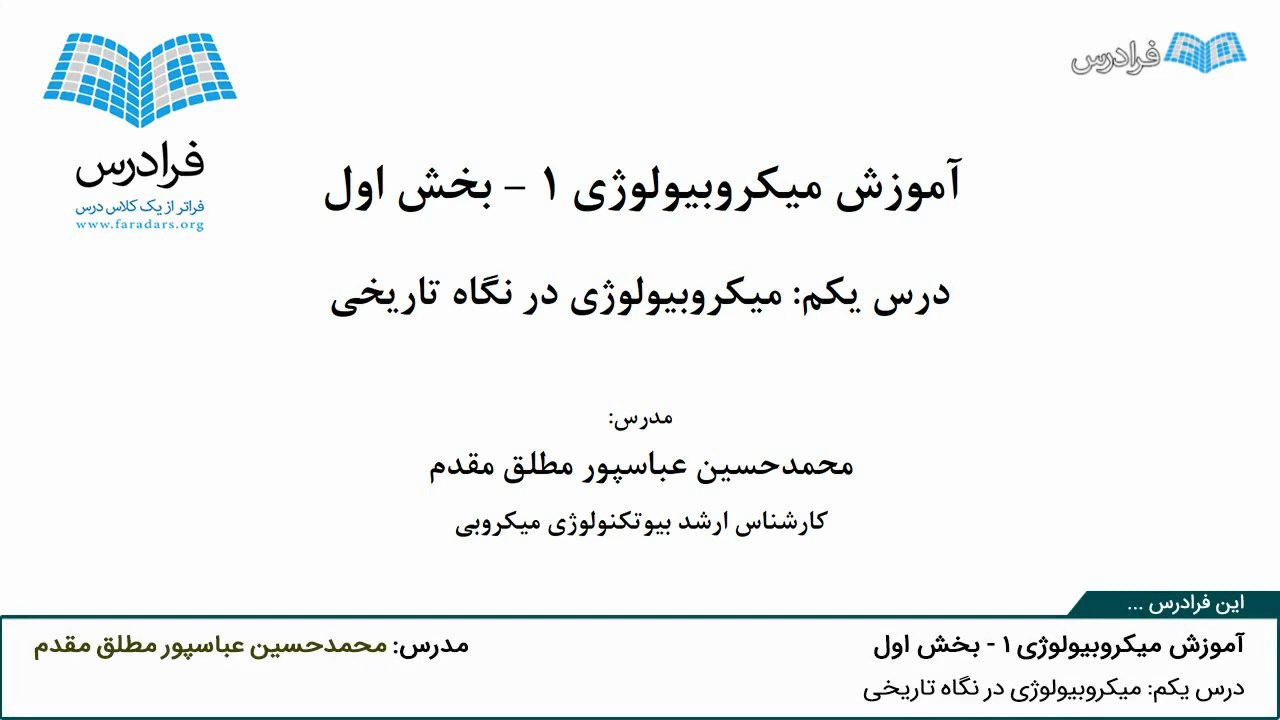 فرادرس
فرادرس
فراتر از یک کلاس درس
www.faradars.org
آموزش میکروبیولوژی ۱ – بخش اول
درس یکم: میکروبیولوژی در نگاه تاریخی
مدرس:
محمدحسین عباسپور مطلق مقدم
کارشناس ارشد بیوتکنولوژی میکروبی
این فرادرس ...
آموزش میکروبیولوژی ۱ - بخش اول
مدرس: محمدحسین عباسپور مطلق مقدم
درس یکم: میکروبیولوژی در نگاه تاریخی